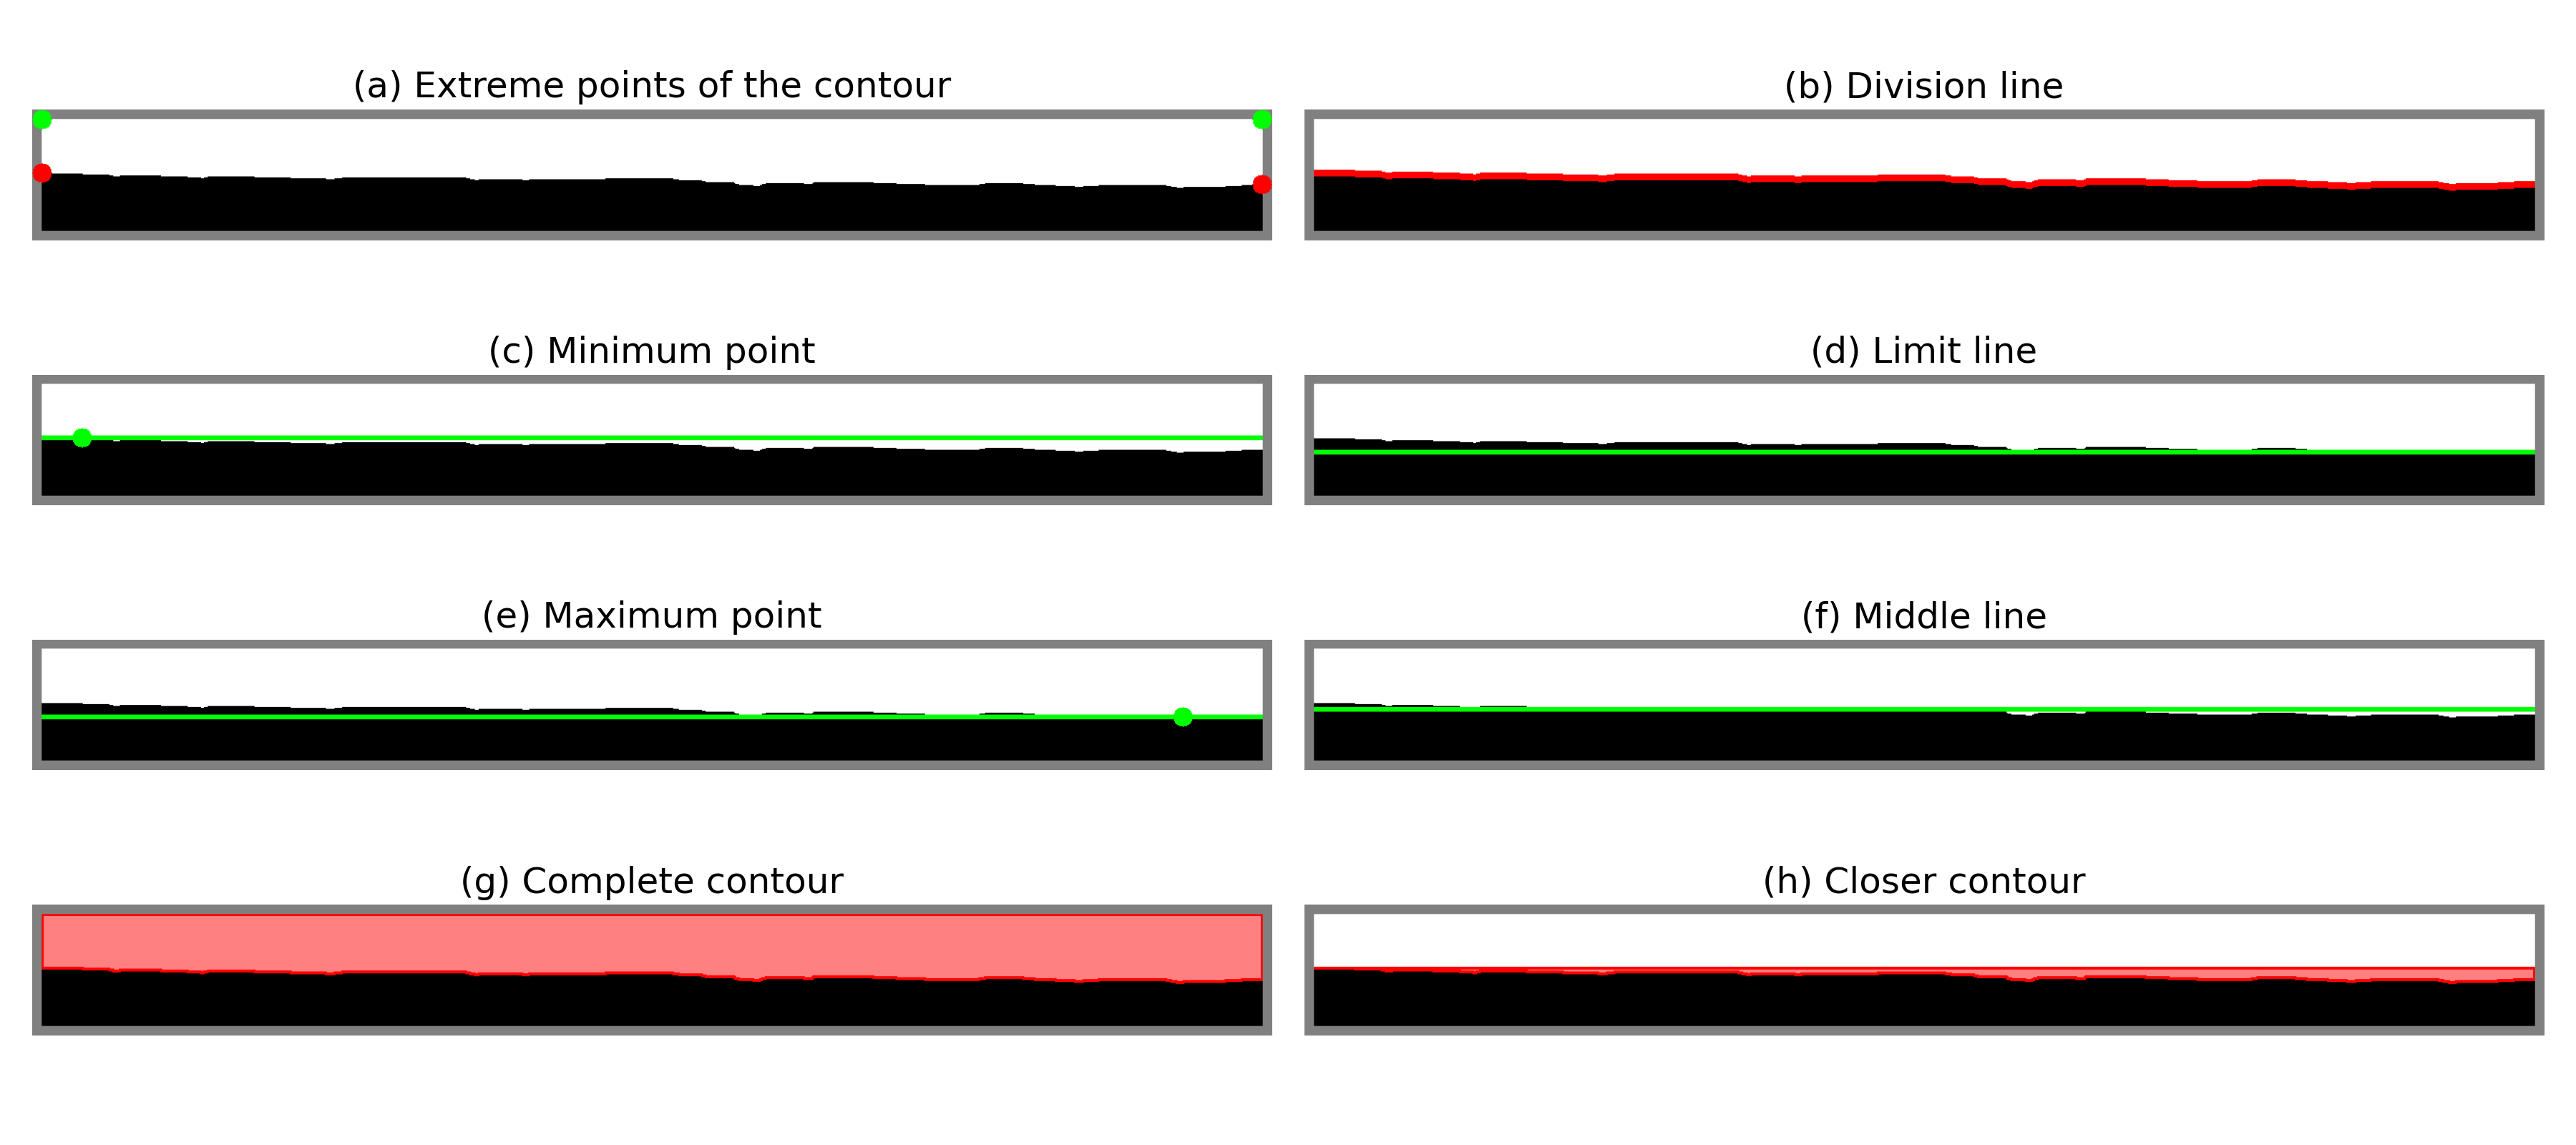 (a) Extreme points of the contour
(b) Division line
(c) Minimum point
(d) Limit line
(e) Maximum point
(f) Middle line
(g) Complete contour
(h) Closer contour